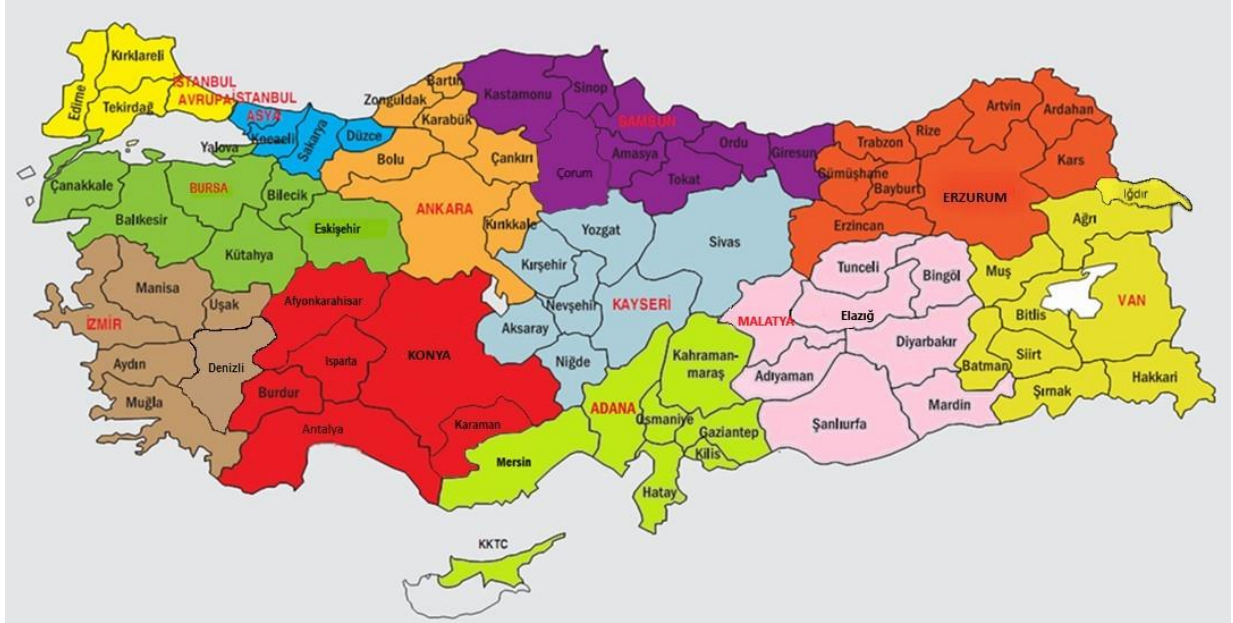 Kırklareli
Edirne
Tekirdağ
İSTANBUL
AVRUPA
İSTANBUL
ASYA
Kocaeli
Sakarya
Düzce
Yalova
Zonguldak
Bartın
Karabük
Bolu
Çankırı
ANKARA
Kırıkkale
Kastamonu
Sinop
SAMSUN
Çorum
Amasya
Tokat
Ordu
Giresun
Trabzon
Rize
Artvin
Ardahan
Kars
Gümüşhane
Bayburt
ERZURUM
Erzincan
Iğdır
Ağrı
Çanakkale
BURSA
Bilecik
Balıkesir
Eskişehir
Kütahya
Yozgat
Sivas
Kırşehir
Nevşehir
KAYSERİ
Aksaray
Niğde
Tunceli
Bingöl
Muş
VAN
Bitlis
MALATYA
Elazığ
Diyarbakır
Batman
Siirt
Hakkari
Şırnak
Mardin
Adıyaman
Şanlıurfa
Manisa
Uşak
İZMİR
Aydın
Denizli
Muğla
Afyonkarahisar
Isparta
KONYA
Burdur
Antalya
Karaman
Kahraman-
maraş
ADANA
Osmaniye
Gaziantep
Kilis
Mersin
Hatay
KKTC